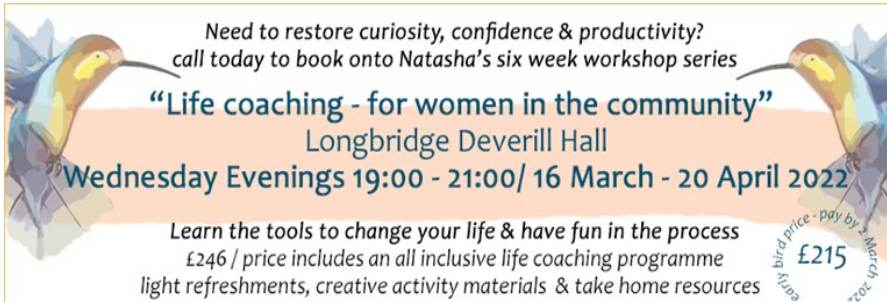 Need to restore curiosity, confidence & productivity?
call today to book onto Natasha's six week workshop series
“Life coaching - for women in the community”
Longbridge Deverill Hall
Wednesday Evenings 19:00 - 21:00/ 16 March - 20 April 2022
Learn the tools to change your life & have fun in the process
£246 / price includes an all inclusive life coaching programme
light refreshments, creative activity materials & take home resources
early bird price - pay by 2 March 2022
£215